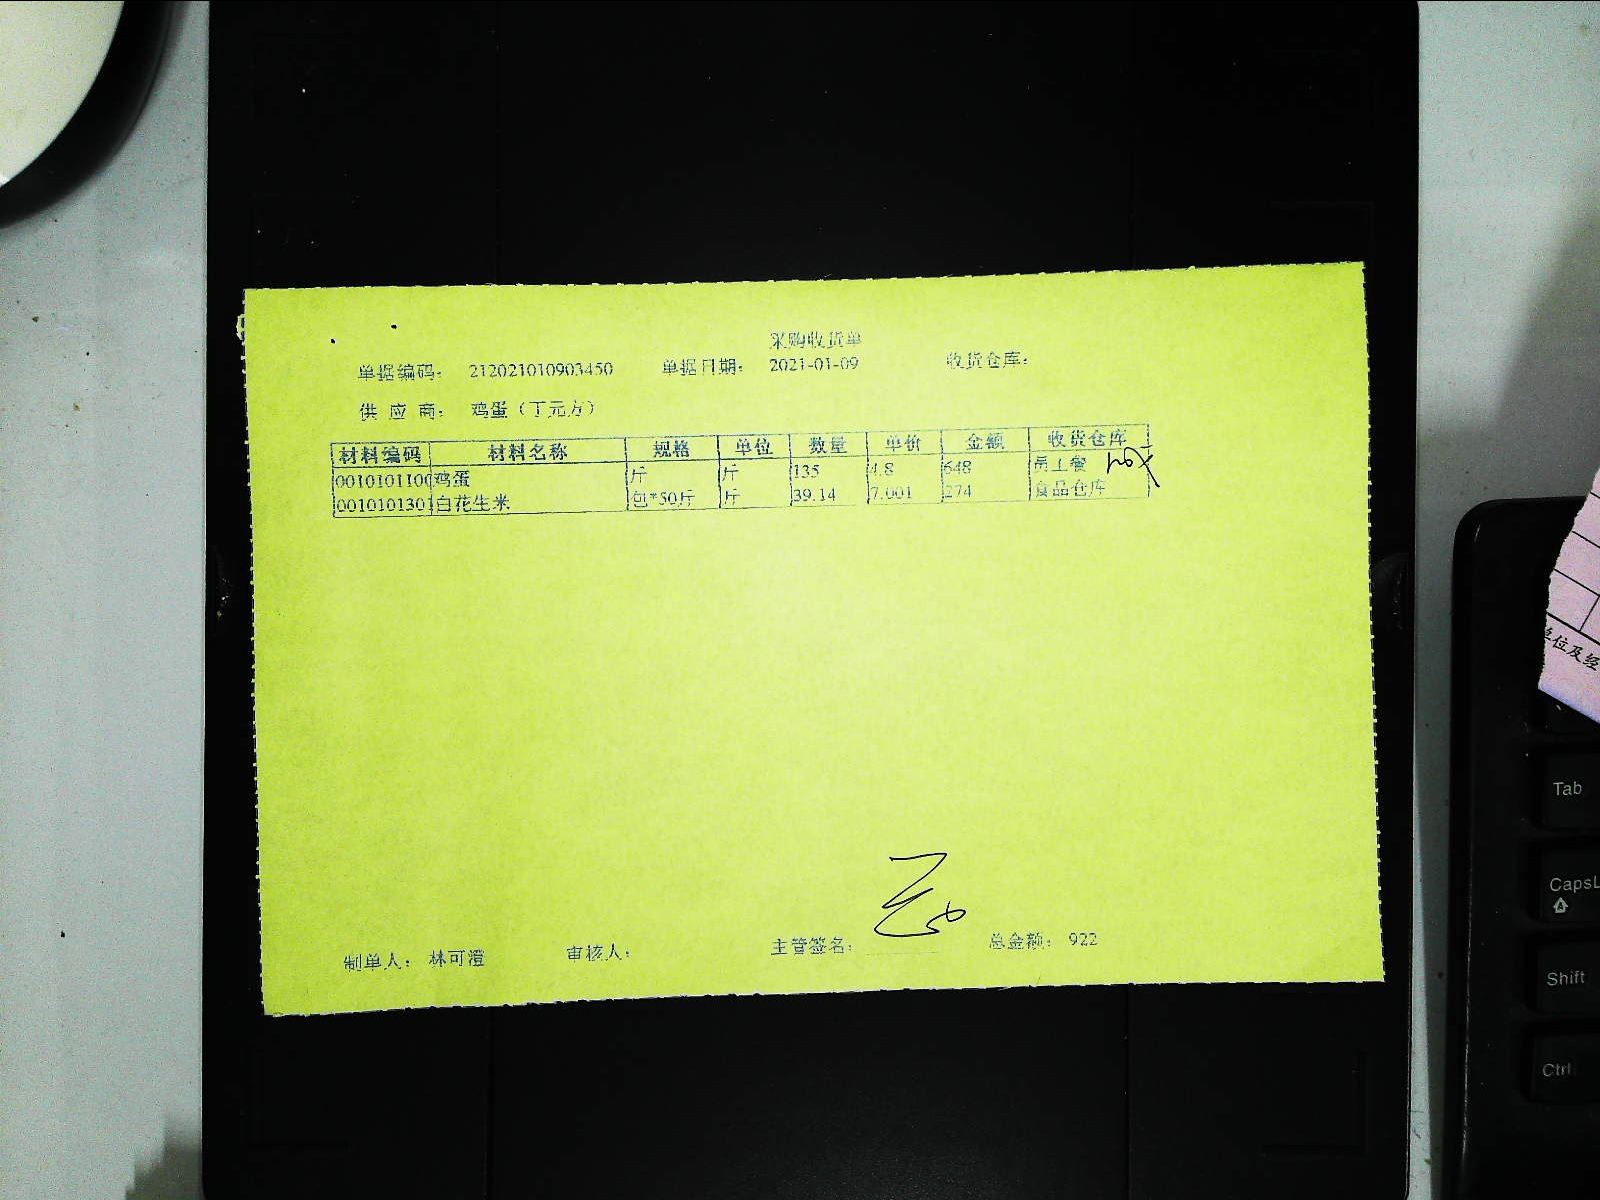 采购收货单
单据编码： 212021010903450 单据日期： 2021-01-09 收货仓库：
供 应 商： 鸡蛋（丁元方）
材料编码 材料名称 规格 单位 数量 单价 金额 收货仓库
0010101100 鸡蛋 斤 斤 135 4.8 648 员工餐
0010101301 白花生米 包*50斤 斤 39.14 7.001 274 食品仓库
制单人： 林可澄 审核人： 主管签名： 总金额： 922
单位及经
Tab
CapsL
Shift
Ctrl